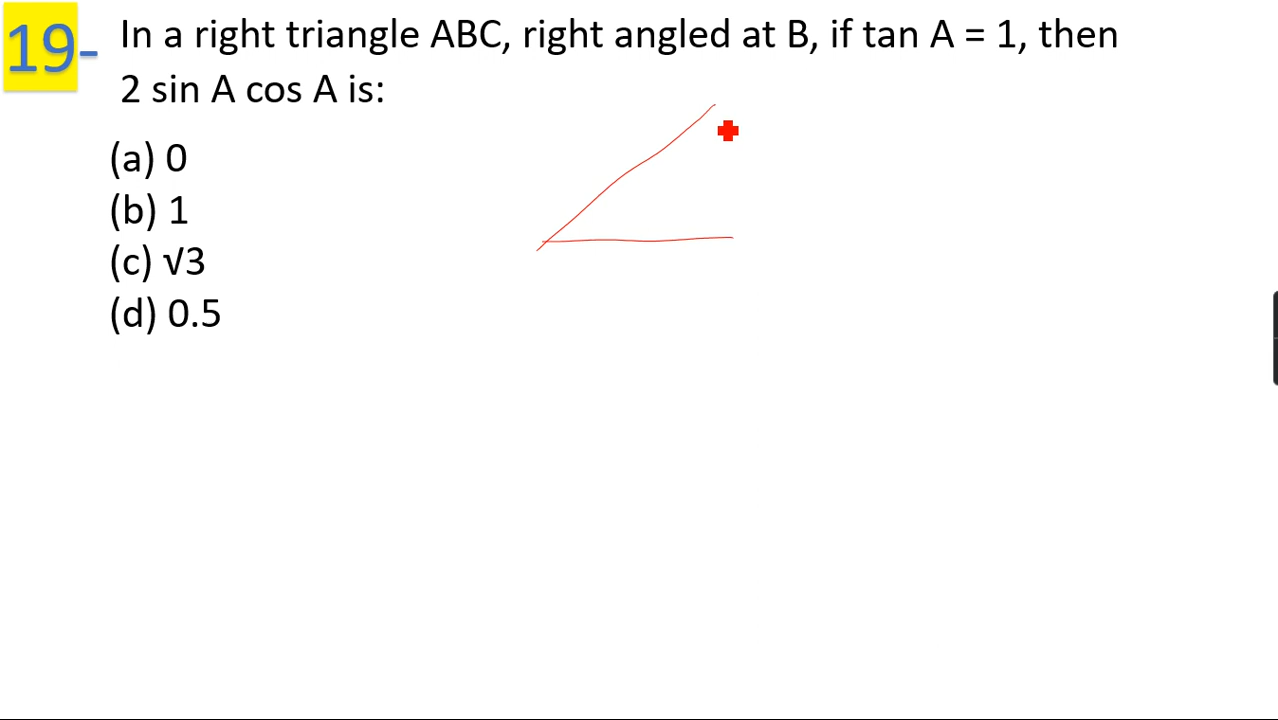 19- In a right triangle ABC, right angled at B, if tan A = 1, then
2 sin A cos A is:
(a) 0
(b) 1
(c) √3
(d) 0.5